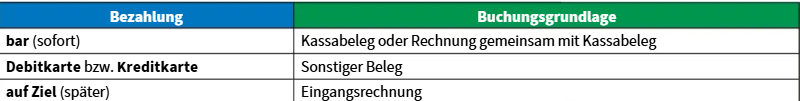 Bezahlung Buchungsgrundlage
bar (sofort) Kassabeleg oder Rechnung gemeinsam mit Kassabeleg
Debitkarte bzw. Kreditkarte Sonstiger Beleg
auf Ziel (später) Eingangsrechnung